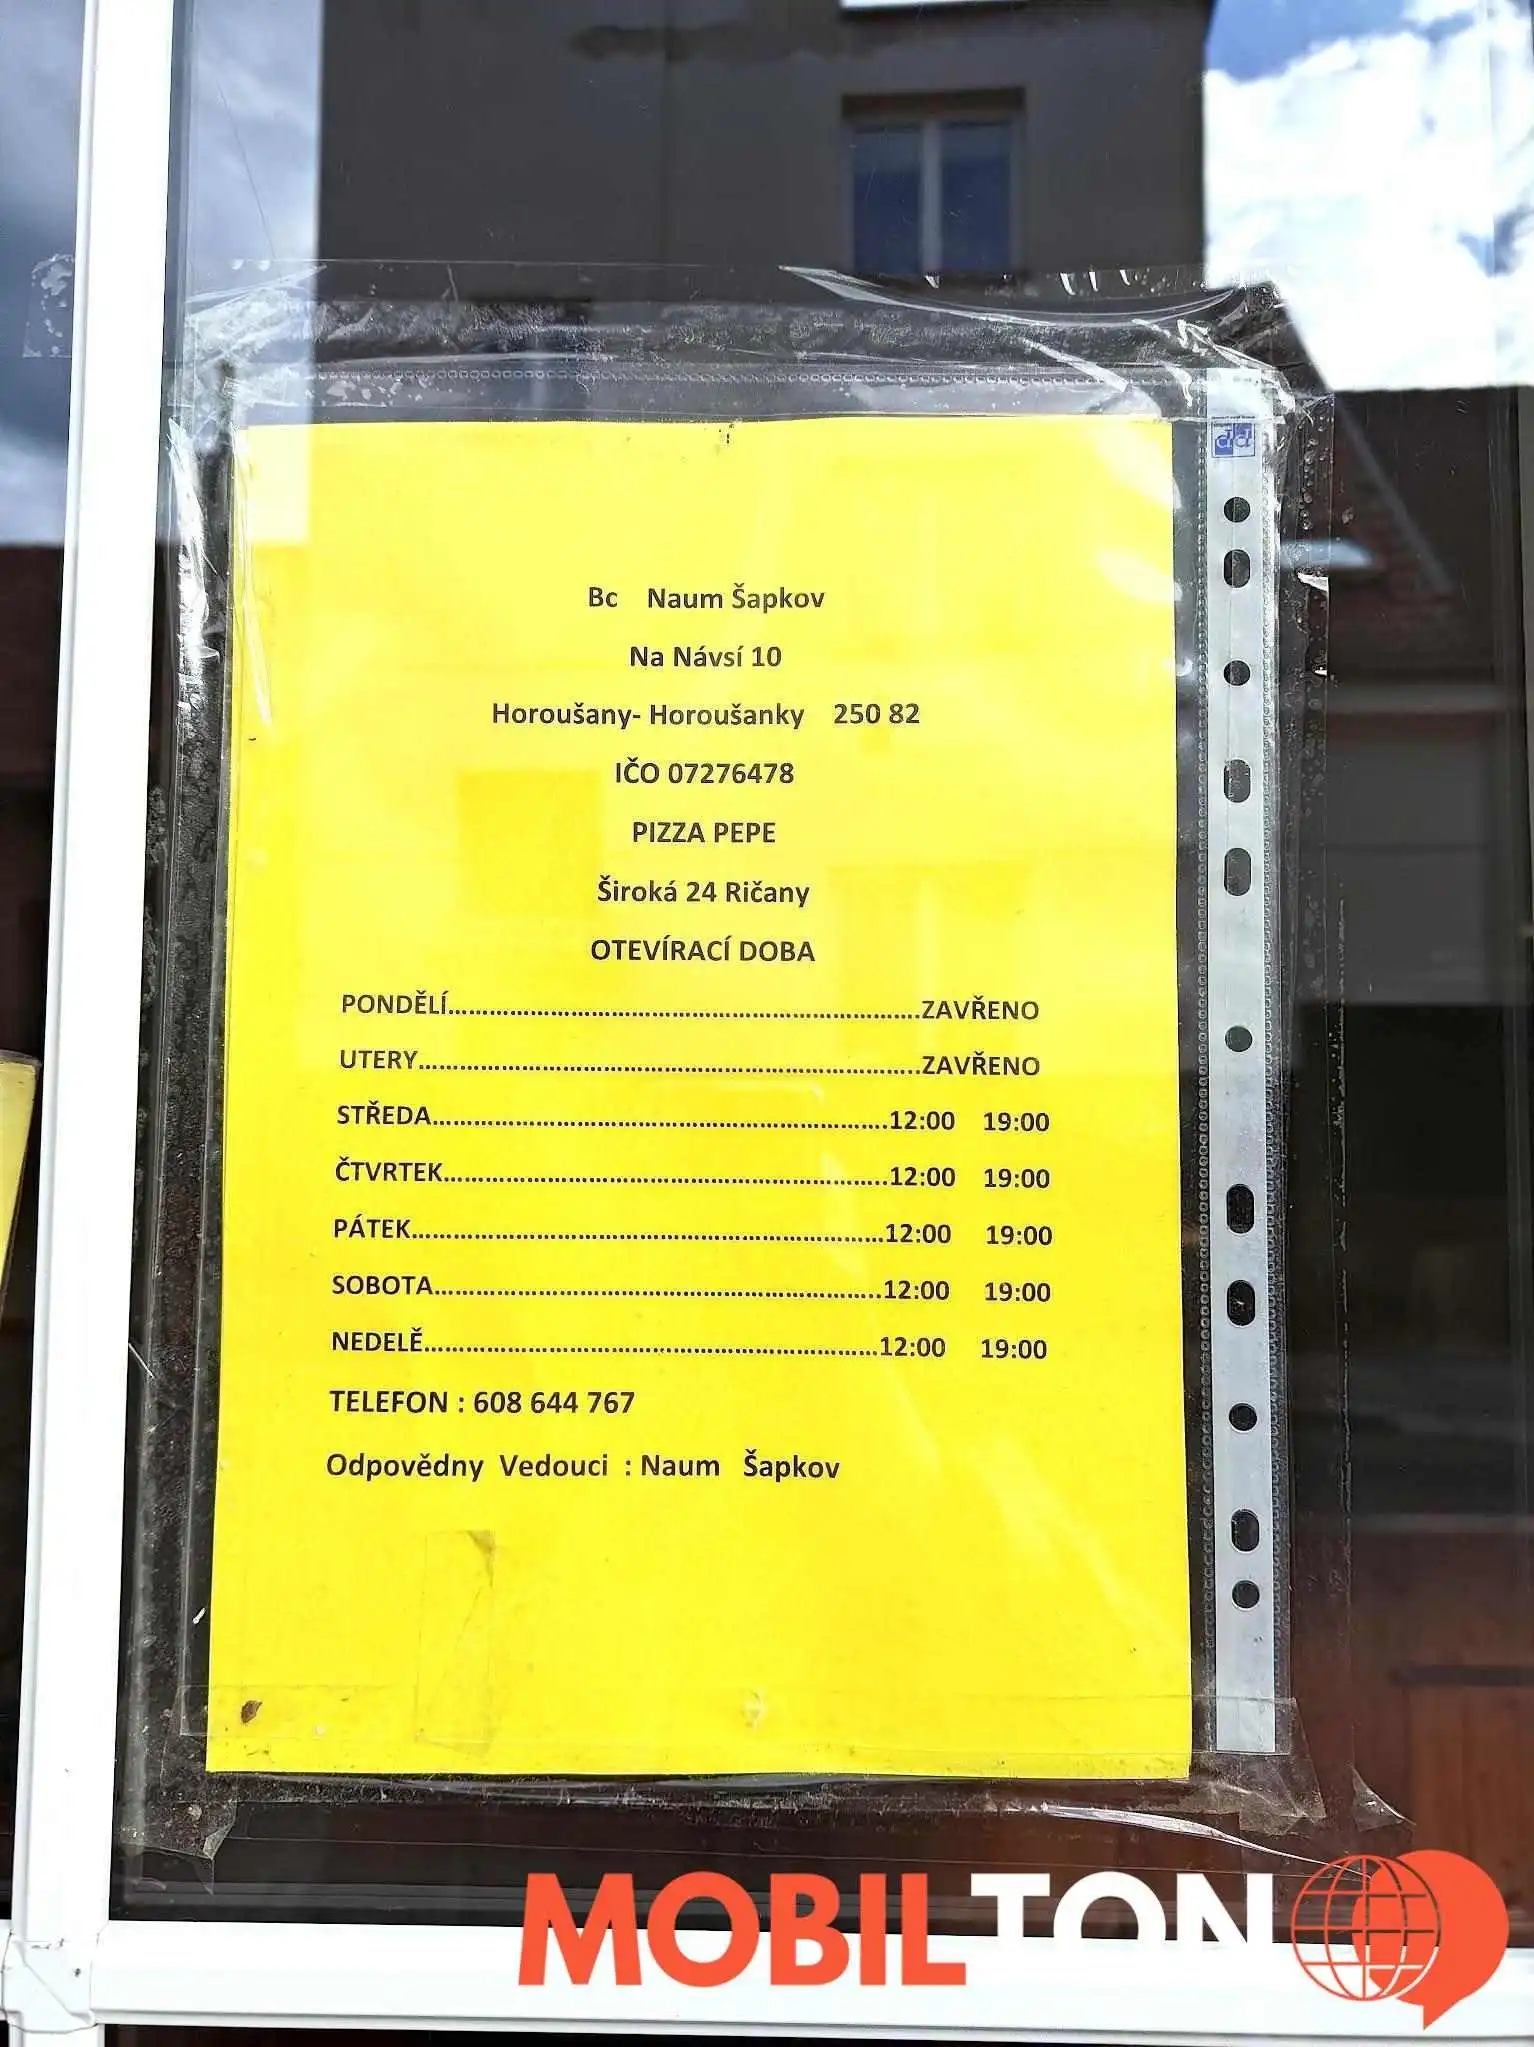 Bc Naum Šapkov
Na Návsí 10
Horoušany- Horoušanky 250 82
IČO 07276478
PIZZA PEPE
Široká 24 Ričany
OTEVÍRACÍ DOBA
PONDĚLÍ..............................ZAVŘENO
UTERY..............................ZAVŘENO
STŘEDA..............................12:00 19:00
ČTVRTEK..............................12:00 19:00
PÁTEK..............................12:00 19:00
SOBOTA..............................12:00 19:00
NEDELĚ..............................12:00 19:00
TELEFON : 608 644 767
Odpovědny Vedouci : Naum Šapkov
MOBILTON